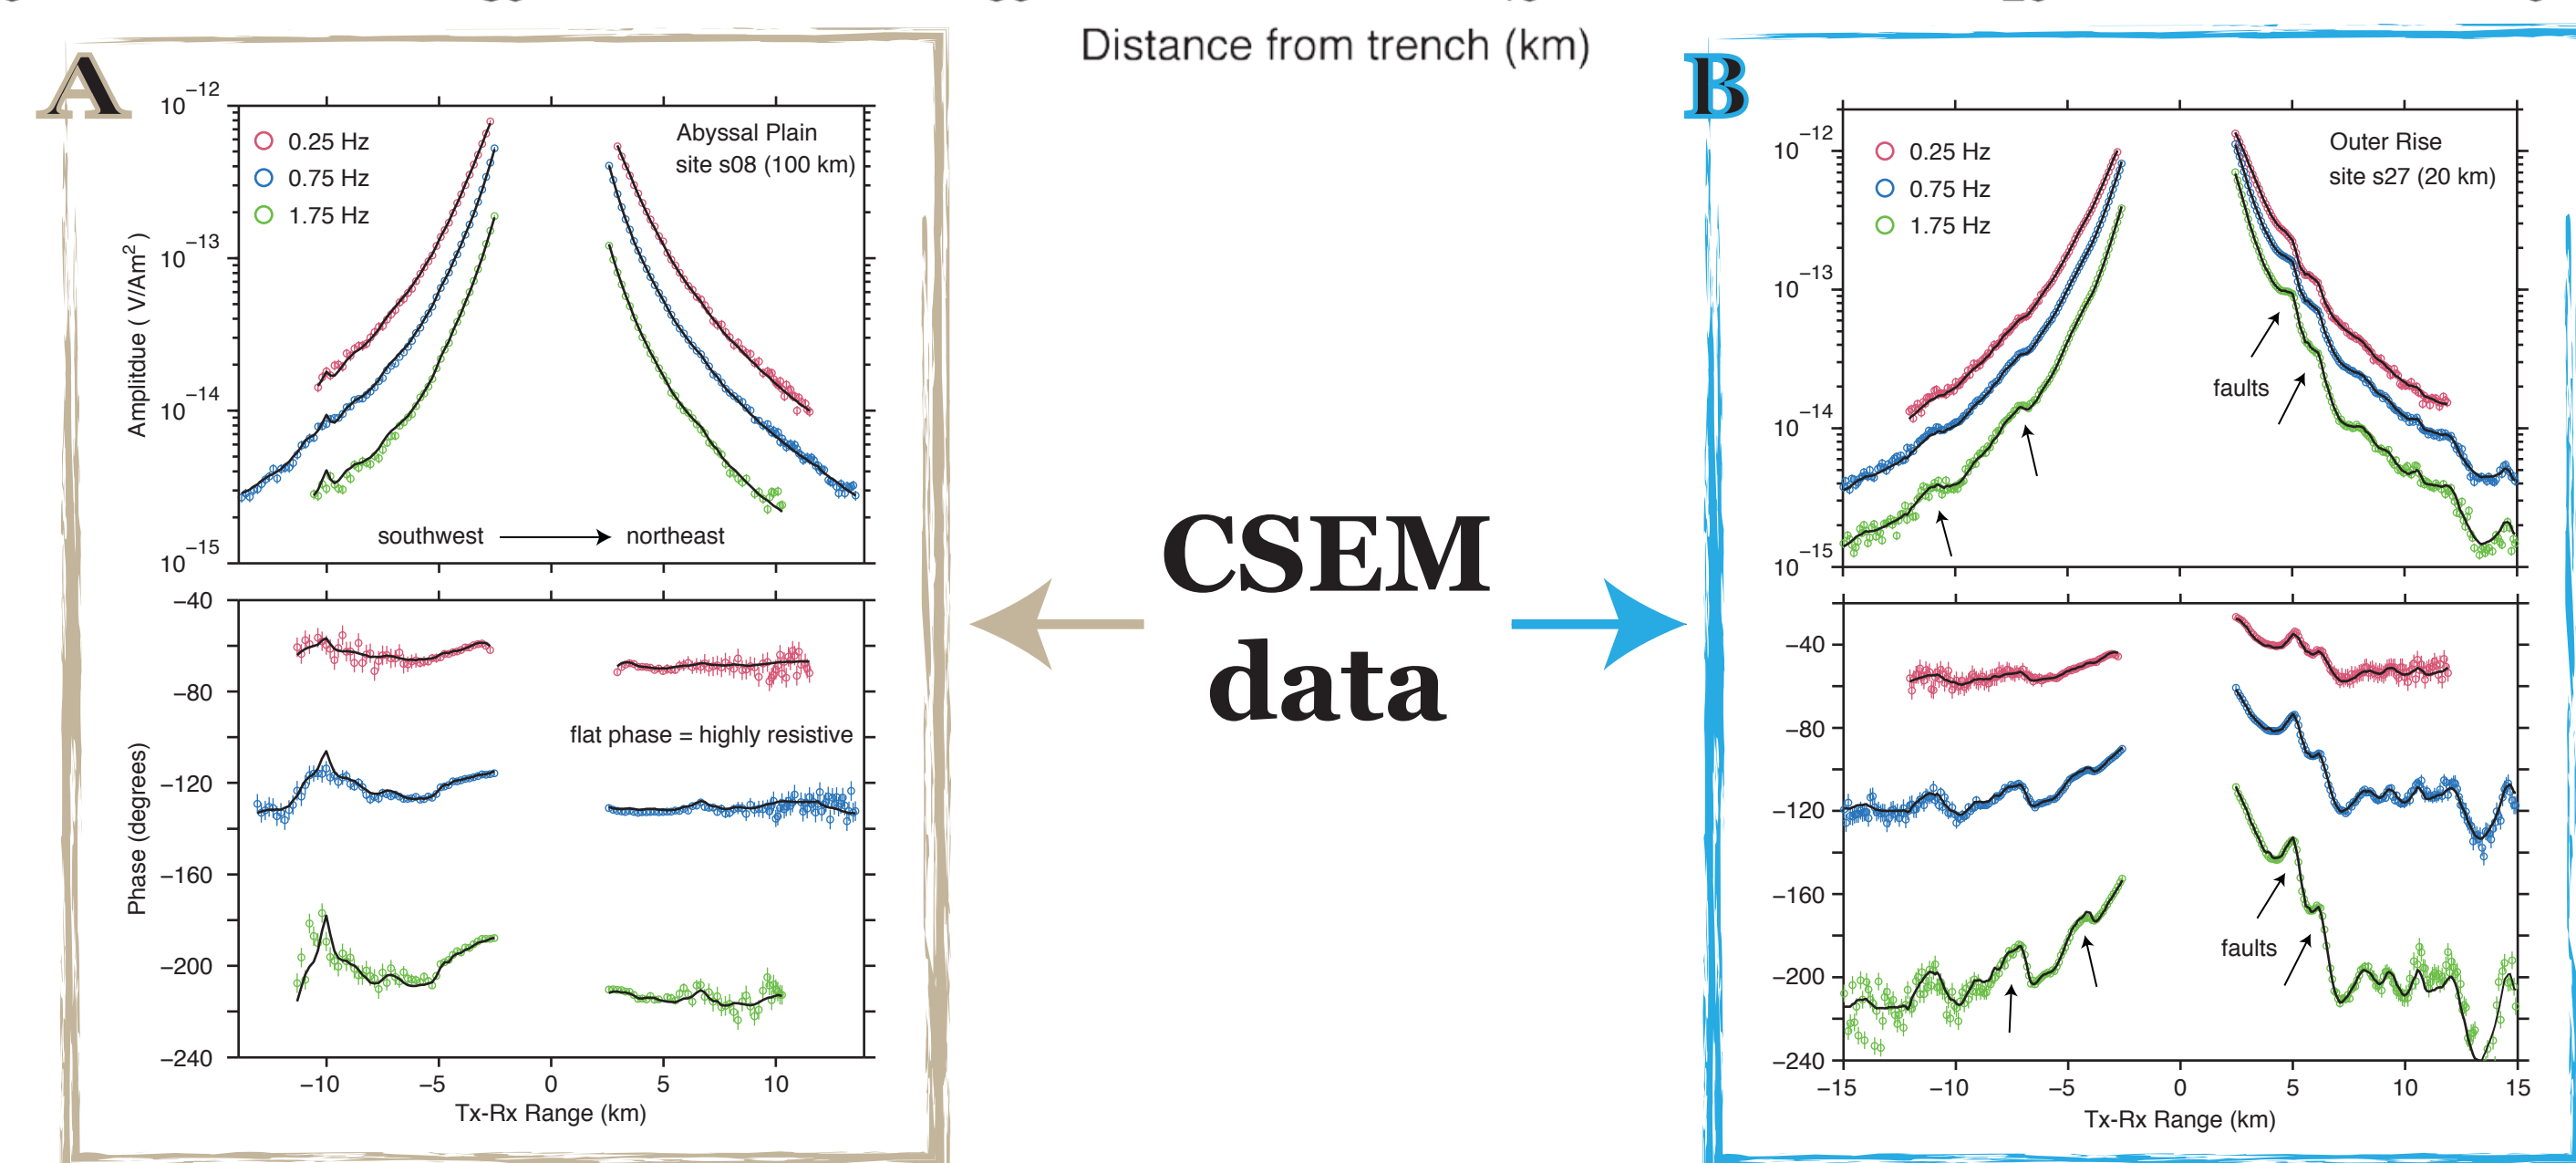 Distance from trench (km)
A
10−12
10−13
10−14
10−15
Amplitdue ( V/Am2 )
0.25 Hz
0.75 Hz
1.75 Hz
Abyssal Plain
site s08 (100 km)
southwest
northeast
−40
−80
−120
−160
−200
−240
Phase (degrees)
flat phase = highly resistive
−10
−5
0
5
10
Tx-Rx Range (km)
CSEM
data
B
10−12
10−13
10−14
10−15
0.25 Hz
0.75 Hz
1.75 Hz
Outer Rise
site s27 (20 km)
faults
−40
−80
−120
−160
−200
−240
faults
−15
−10
−5
0
5
10
15
Tx-Rx Range (km)